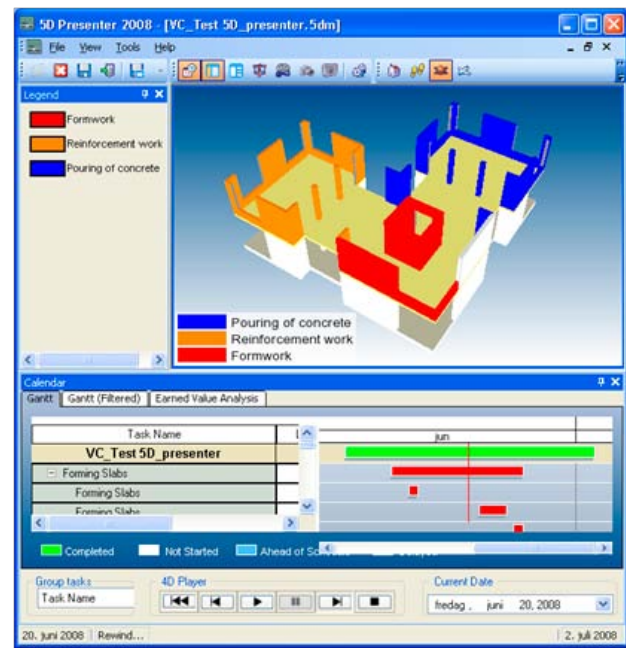 5D Presenter 2008 - [VC_Test 5D_presenter.5dm]
File View Tools Help
Legend
Formwork
Reinforcement work
Pouring of concrete
Pouring of concrete
Reinforcement work
Formwork
Calendar
Gantt Gantt (Filtered) Earned Value Analysis
Task Name jun
VC_Test 5D_presenter
Forming Slabs
Forming Slabs
Forming Slabs
Completed Not Started Ahead of
Group tasks 4D Player Current Date
Task Name fredag , juni 20, 2008
20. juni 2008 Rewind... 2. juli 2008